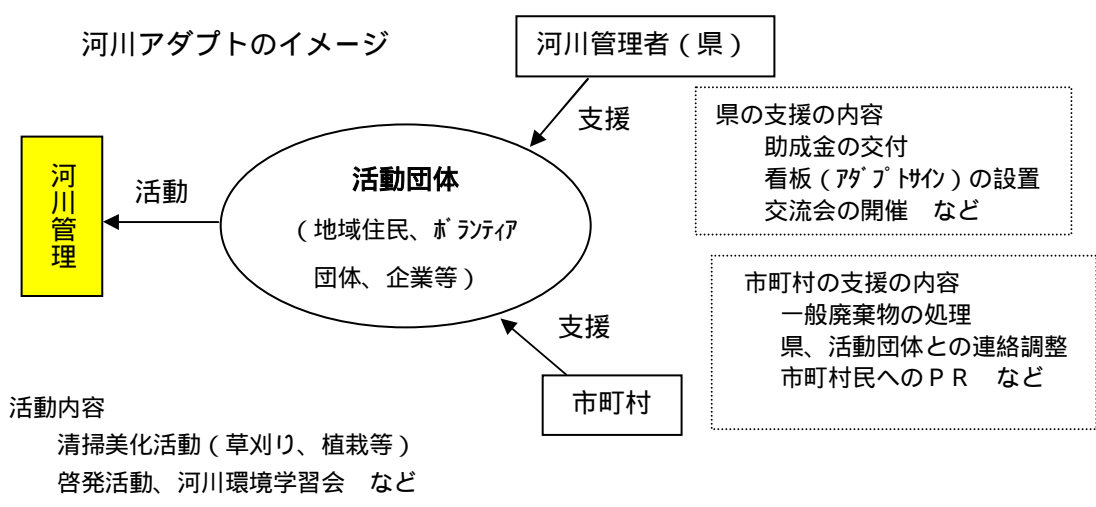 河川アダプトのイメージ
河川管理者（県）
支援
県の支援の内容
助成金の交付
看板（ｱﾀﾞﾌﾟﾄｻｲﾝ）の設置
交流会の開催　など
河川管理
活動
活動団体
（地域住民、ﾎﾞﾗﾝﾃｨｱ
団体、企業等）
市町村の支援の内容
一般廃棄物の処理
県、活動団体との連絡調整
市町村民へのＰＲ　など
支援
市町村
活動内容
清掃美化活動（草刈り、植栽等）
啓発活動、河川環境学習会　など